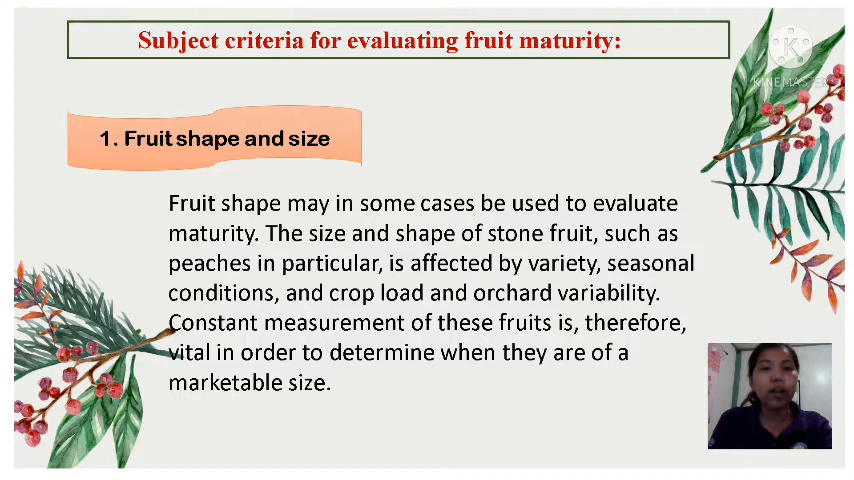 Subject criteria for evaluating fruit maturity:
K
KINEMASTER
1. Fruit shape and size
Fruit shape may in some cases be used to evaluate
maturity. The size and shape of stone fruit, such as
peaches in particular, is affected by variety, seasonal
conditions, and crop load and orchard variability.
Constant measurement of these fruits is, therefore,
vital in order to determine when they are of a
marketable size.